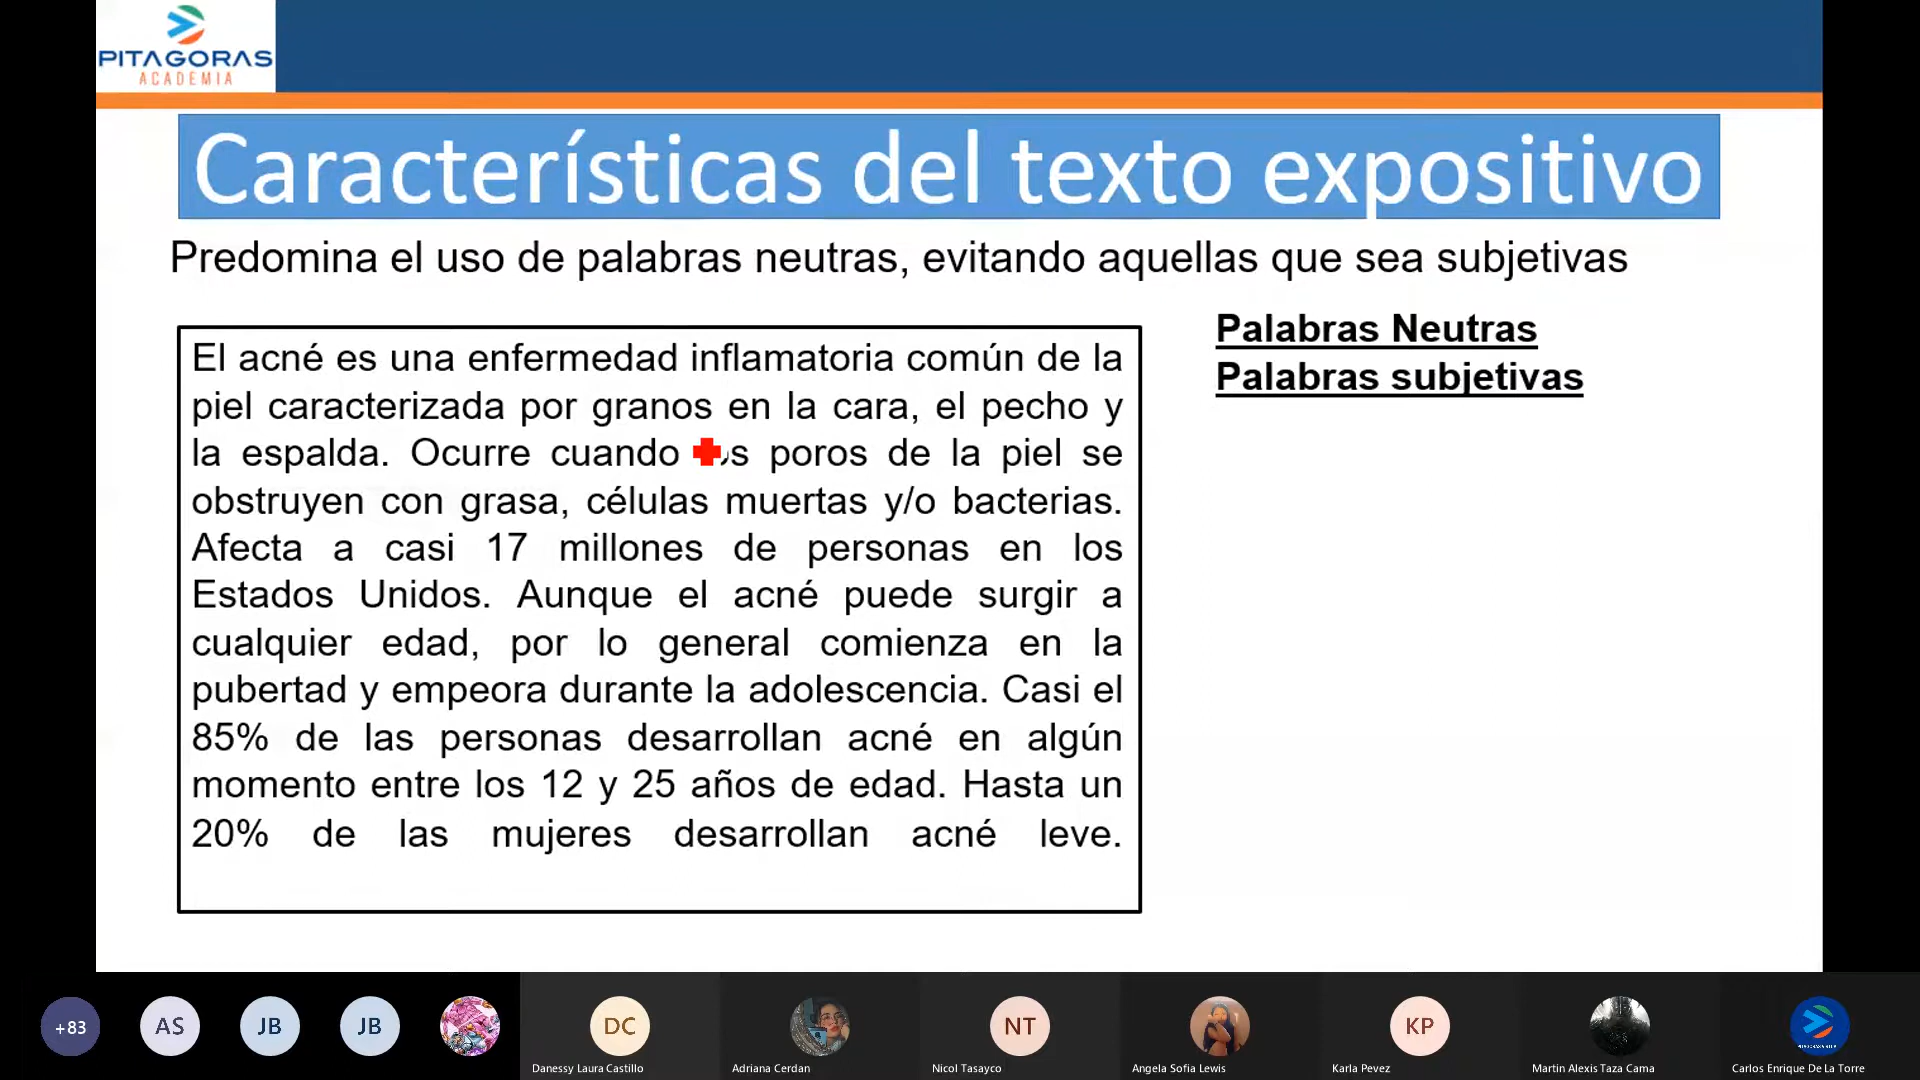 PITAGORAS
ACADEMIA
Características del texto expositivo
Predomina el uso de palabras neutras, evitando aquellas que sea subjetivas
El acné es una enfermedad inflamatoria común de la
piel caracterizada por granos en la cara, el pecho y
la espalda. Ocurre cuando poros de la piel se
obstruyen con grasa, células muertas y/o bacterias.
Afecta a casi 17 millones de personas en los
Estados Unidos. Aunque el acné puede surgir a
cualquier edad, por lo general comienza en la
pubertad y empeora durante la adolescencia. Casi el
85% de las personas desarrollan acné en algún
momento entre los 12 y 25 años de edad. Hasta un
20% de las mujeres desarrollan acné leve.
Palabras Neutras
Palabras subjetivas
+83
AS
JB
JB
DC
NT
KP
Danessy Laura Castillo
Adriana Cerdan
Nicol Tasayco
Angela Sofia Lewis
Karla Pevez
Martin Alexis Taza Cama
Carlos Enrique De La Torre